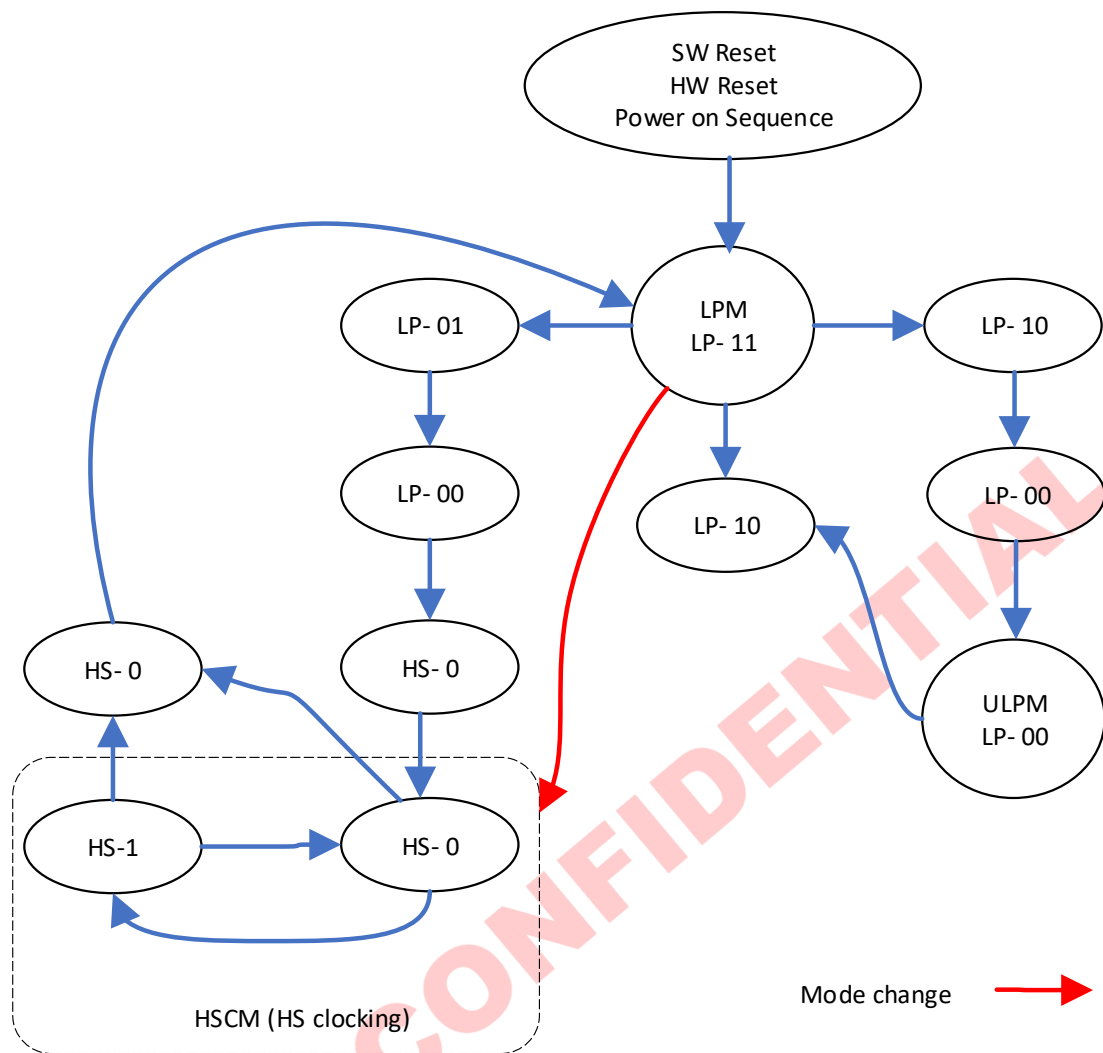 SW Reset
HW Reset
Power on Sequence
LP- 01
LPM
LP- 11
LP- 10
LP- 00
LP- 10
LP- 00
HS- 0
HS- 0
ULPM
LP- 00
HS-1
HS- 0
HSCM (HS clocking)
Mode change
CONFIDENTIAL